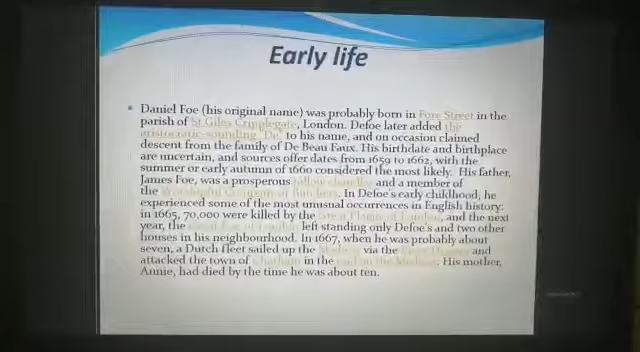 Early life
Daniel Foe (his original name) was probably born in Fore Street in the
parish of St Giles Cripplegate, London. Defoe later added the
aristocratic-sounding "De" to his name, and on occasion claimed
descent from the family of De Beau Faux. His birthdate and birthplace
are uncertain, and sources offer dates from 1659 to 1662, with the
summer or early autumn of 1660 considered the most likely. His father,
James Foe, was a prosperous tallow chandler and a member of
the Worshipful Company of Butchers. In Defoe's early childhood, he
experienced some of the most unusual occurrences in English history:
in 1665, 70,000 were killed by the Great Plague of London, and the next
year, the Great Fire of London left standing only Defoe's and two other
houses in his neighbourhood. In 1667, when he was probably about
seven, a Dutch fleet sailed up the Medway via the and
attacked the town of Chatham in the raid on the Medway. His mother,
Annie, had died by the time he was about ten.